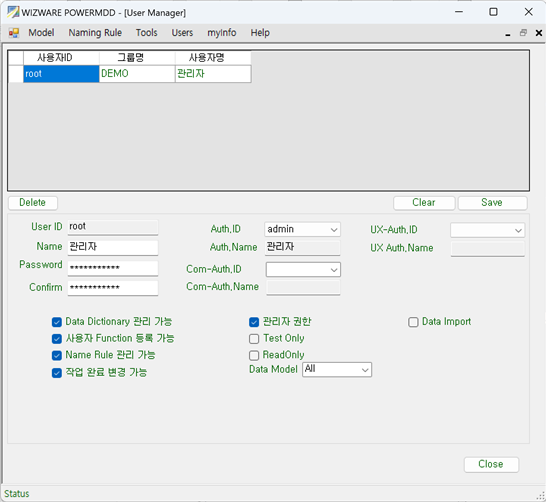 WIZWARE POWERMDD - [User Manager]
Model Naming Rule Tools Users myInfo Help
사용자ID 그룹명 사용자명
root DEMO 관리자
Delete Clear Save
User ID root Auth,ID admin UX-Auth,ID
Name 관리자 Auth,Name 관리자 UX Auth,Name
Password *********** Com-Auth,ID
Confirm *********** Com-Auth,Name
Data Dictionary 관리 가능 관리자 권한 Data Import
사용자 Function 등록 가능 Test Only
Name Rule 관리 가능 ReadOnly
작업 완료 변경 가능 Data Model All
Close
Status